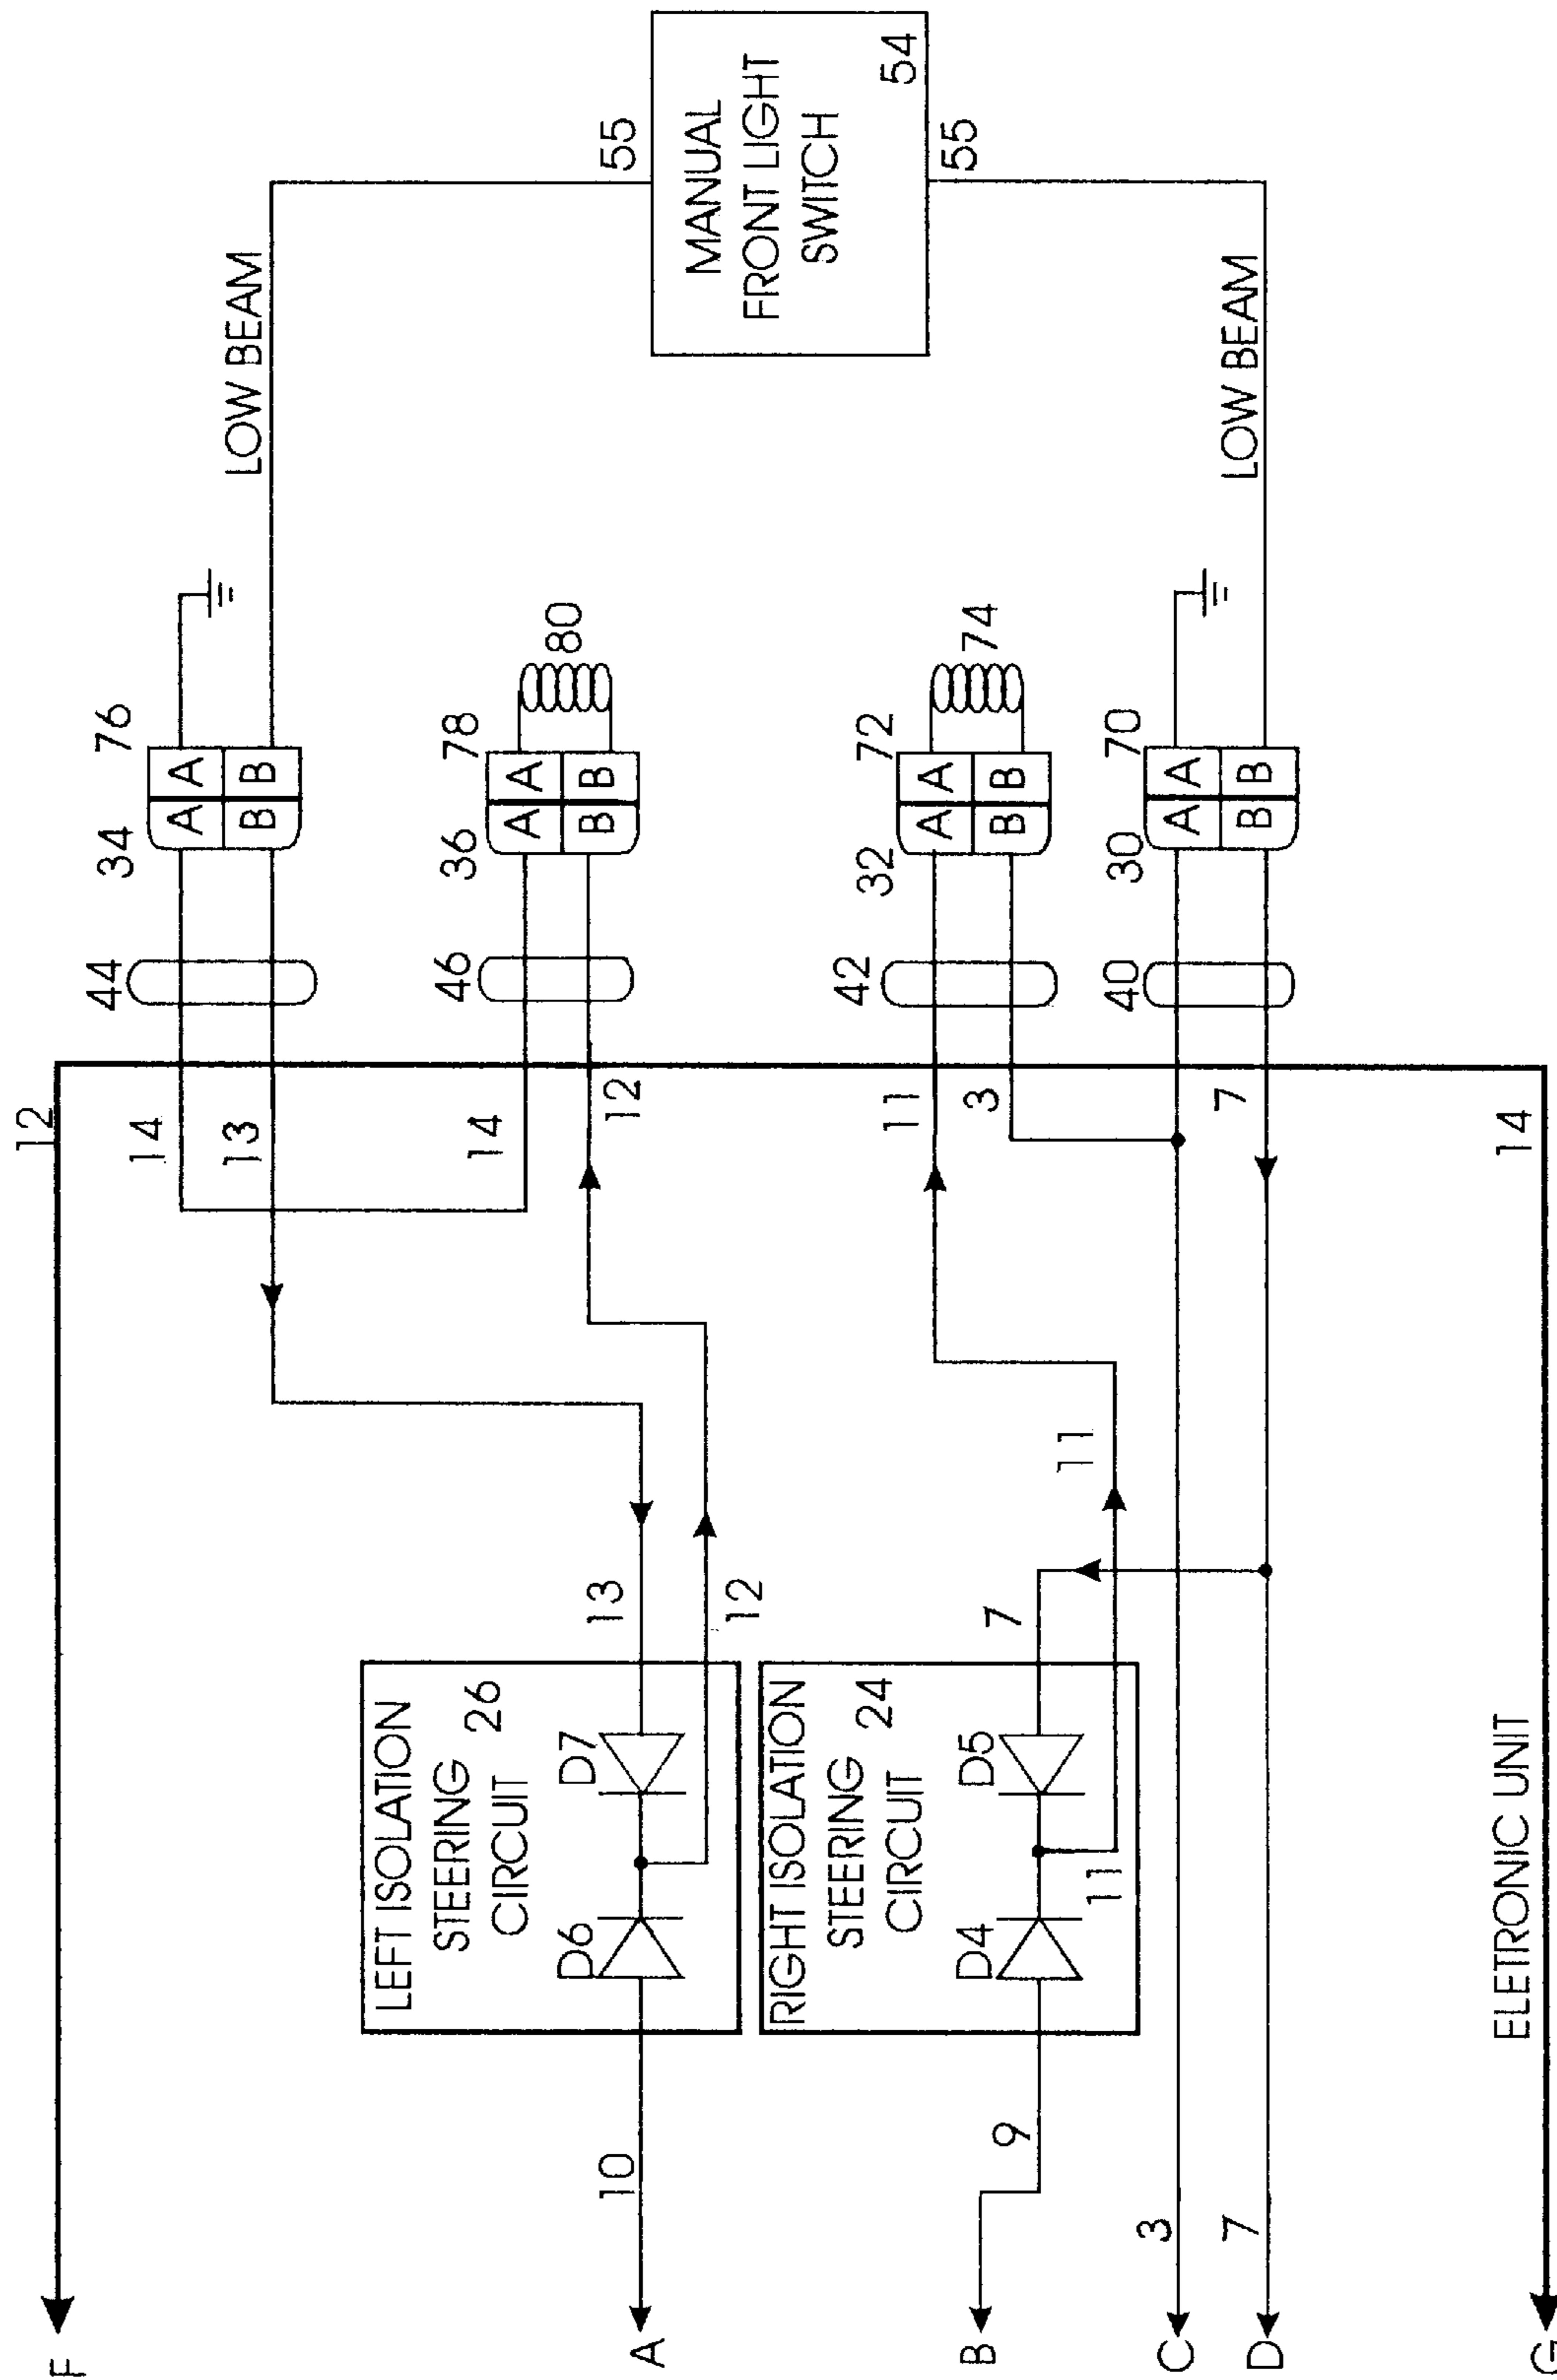 12
14
F
14
13
44
34
76
A
A
B
B
LOW BEAM
55
MANUAL
FRONT LIGHT
SWITCH
54
55
14
12
46
36
78
A
A
B
B
80
13
12
LEFT ISOLATION
STEERING
CIRCUIT
26
D6
D7
10
A
11
3
42
32
72
A
A
B
B
74
11
7
RIGHT ISOLATION
STEERING
CIRCUIT
24
D4
D5
11
9
B
7
40
30
70
A
A
B
B
LOW BEAM
3
C
7
D
ELETRONIC UNIT
G